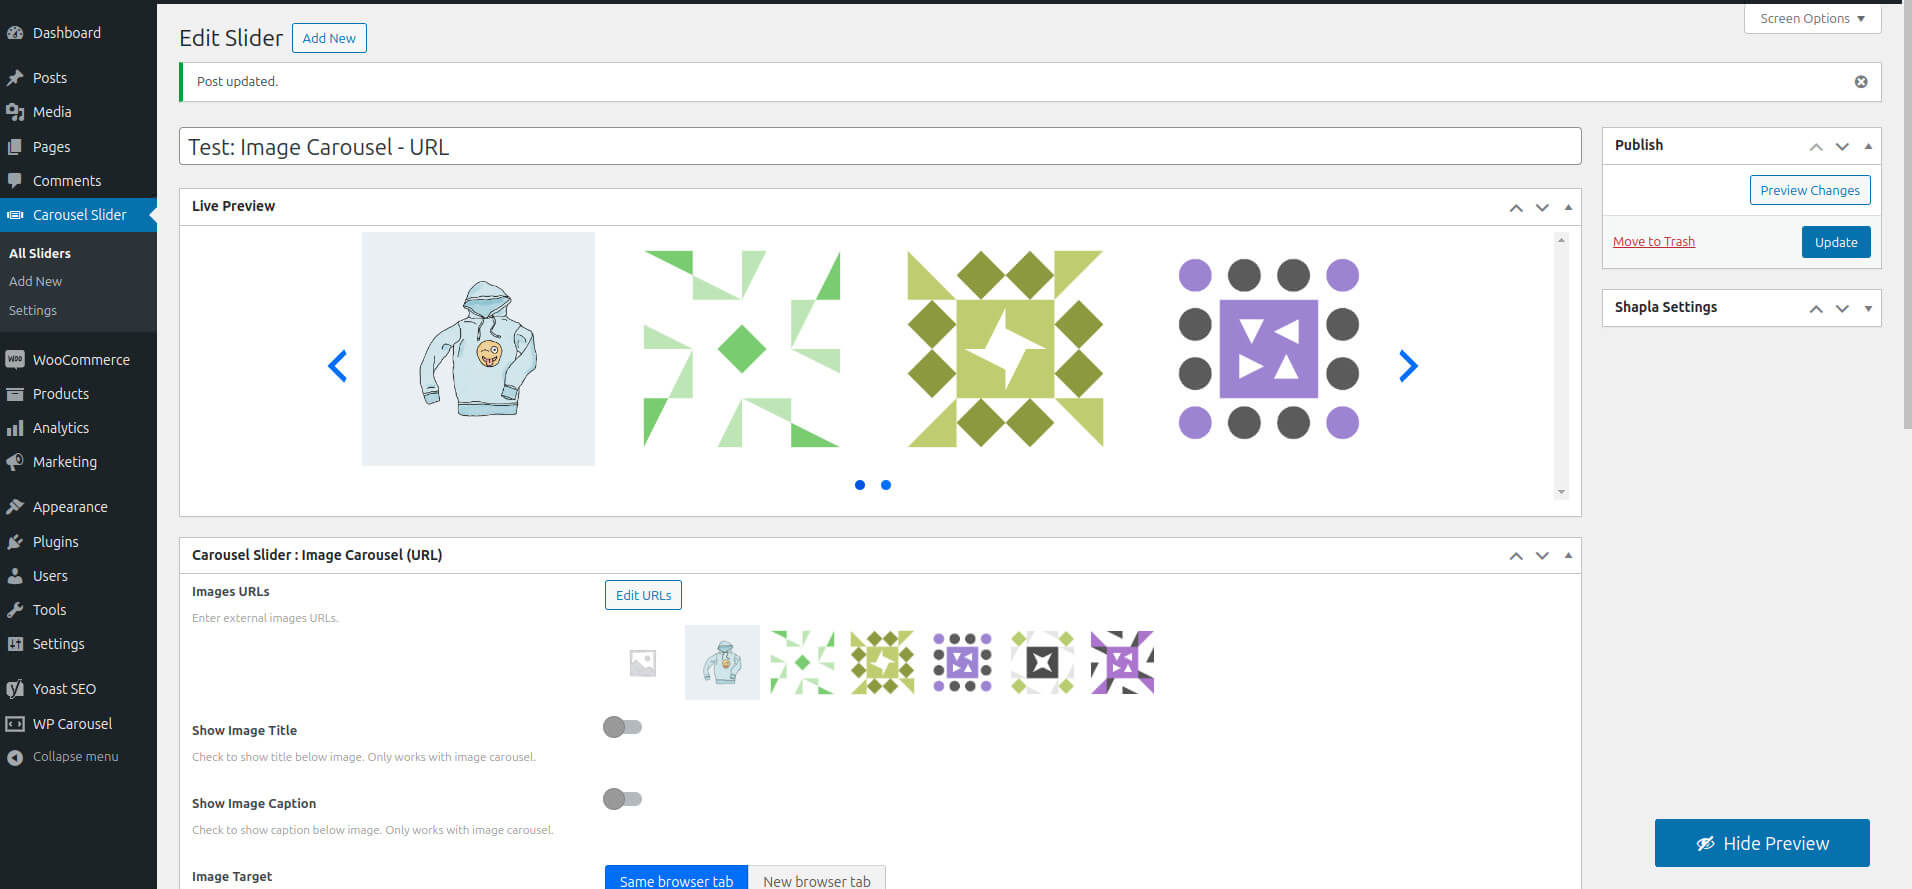 Dashboard
Posts
Media
Pages
Comments
Carousel Slider
All Sliders
Add New
Settings
WOO WooCommerce
Products
Analytics
Marketing
Appearance
Plugins
Users
Tools
Settings
Yoast SEO
WP Carousel
Collapse menu
Screen Options
Edit Slider Add New
Post updated.
Test: Image Carousel - URL
Live Preview
Carousel Slider : Image Carousel (URL)
Images URLs
Enter external images URLs.
Edit URLs
Show Image Title
Check to show title below image. Only works with image carousel.
Show Image Caption
Check to show caption below image. Only works with image carousel.
Image Target
Same browser tab New browser tab
Publish
Preview Changes
Move to Trash Update
Shapla Settings
Hide Preview